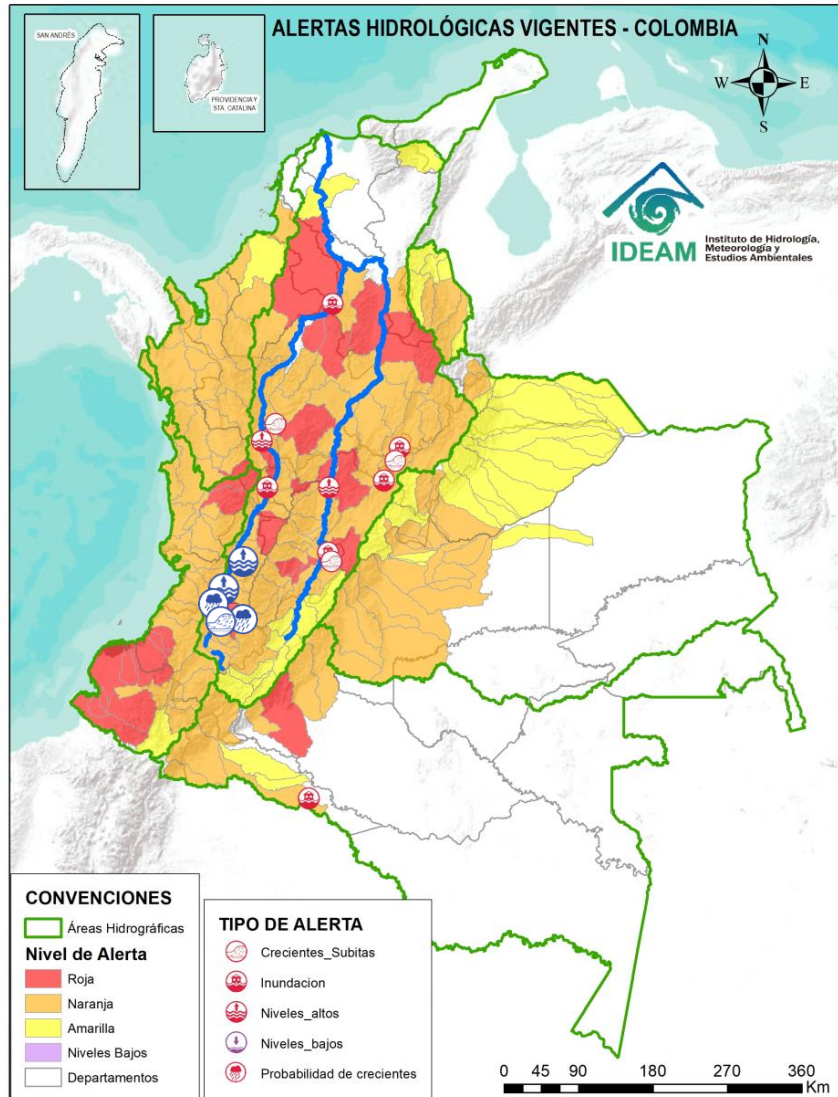 ALERTAS HIDROLÓGICAS VIGENTES - COLOMBIA
SAN ANDRÉS
PROVIDENCIA Y
STA. CATALINA
N
W
E
S
IDEAM
Instituto de Hidrología,
Meteorología y
Estudios Ambientales
CONVENCIONES
Áreas Hidrográficas
Nivel de Alerta
Roja
Naranja
Amarilla
Niveles Bajos
Departamentos
TIPO DE ALERTA
Crecientes_Subitas
Inundacion
Niveles_altos
Niveles_bajos
Probabilidad de crecientes
0 45 90 180 270 360
Km